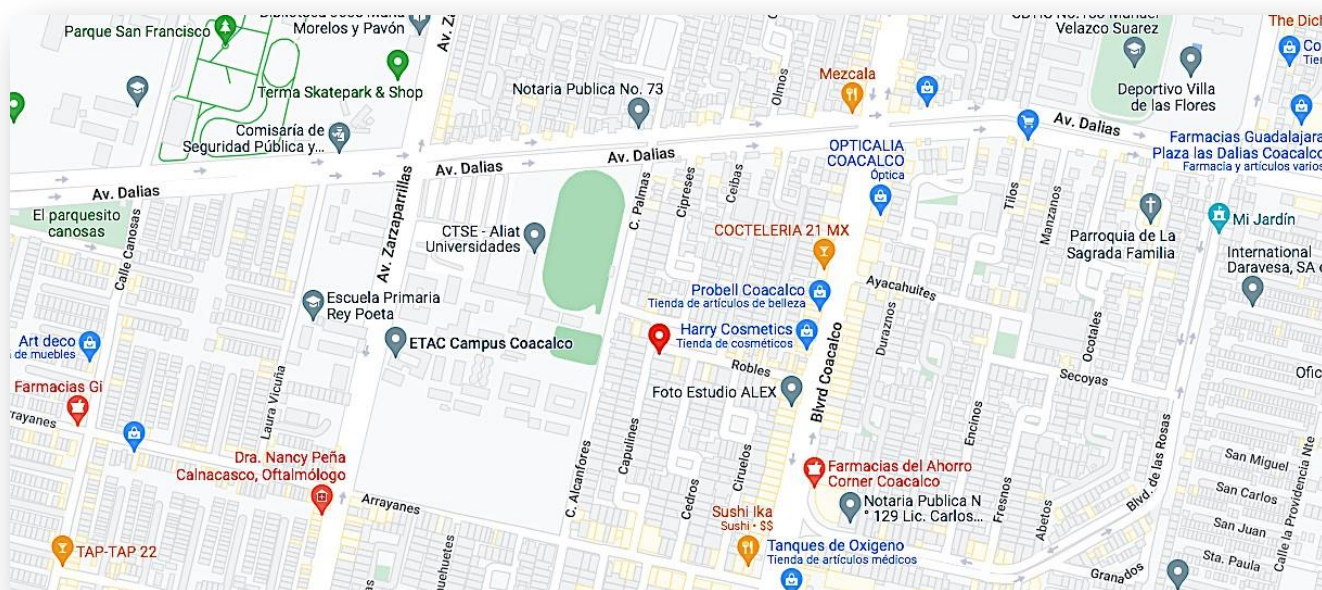 Parque San Francisco
Morelos y Pavón
Av. Z
Terma Skatepark & Shop
Comisaría de
Seguridad Pública y...
Notaria Publica No. 73
Mezcala
Olmos
Velazco Suarez
Deportivo Villa
de las Flores
The Dich
Co
Tien
Av. Dalias
Av. Dalias
Av. Dalias
Av. Dalias
OPTICALIA
COACALCO
Óptica
Farmacias Guadalajara
Plaza las Dalias Coacalco
Farmacia y artículos varios
El parquesito
canosas
Calle Canosas
Av. Zarzaparrillas
CTSE - Aliat
Universidades
C. Palmas
Cipreses
Ceibas
COCTELERIA 21 MX
Tilos
Manzanos
Parroquia de La
Sagrada Familia
Mi Jardín
International
Daravesa, SA
Ayacahuites
Probell Coacalco
Tienda de artículos de belleza
Escuela Primaria
Rey Poeta
Harry Cosmetics
Tienda de cosméticos
ETAC Campus Coacalco
Art deco
de muebles
Blvrd Coacalco
Duraznos
Ocotales
Robles
Secoyas
Ofic
Foto Estudio ALEX
Farmacias Gi
rrayanes
Laura Vicuña
Dra. Nancy Peña
Calnacasco, Oftalmólogo
Capulines
C. Alcanfores
Cedros
Ciruelos
Encinos
Fresnos
Abetos
Blvd. de las Rosas
Calle la Providencia Nte
San Miguel
San Carlos
San Juan
Sta. Paula
Farmacias del Ahorro
Corner Coacalco
Notaria Publica N
° 129 Lic. Carlos...
Arrayanes
Sushi Ika
Sushi • $$
Tanques de Oxigeno
Tienda de artículos médicos
TAP-TAP 22
uehuetes
Granados